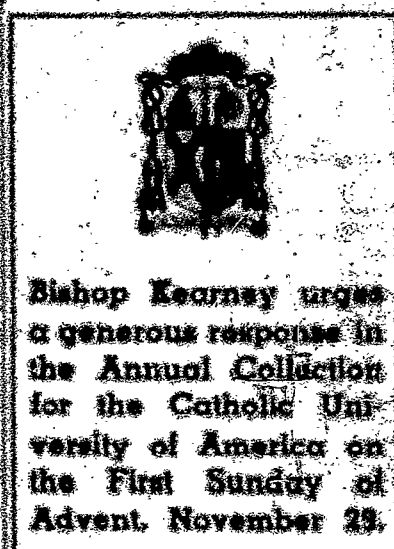 Bishop Kearney urges
a generous response in
the Annual Collection
for the Catholic Uni-
versity of America on
the First Sunday of
Advent, November 29.